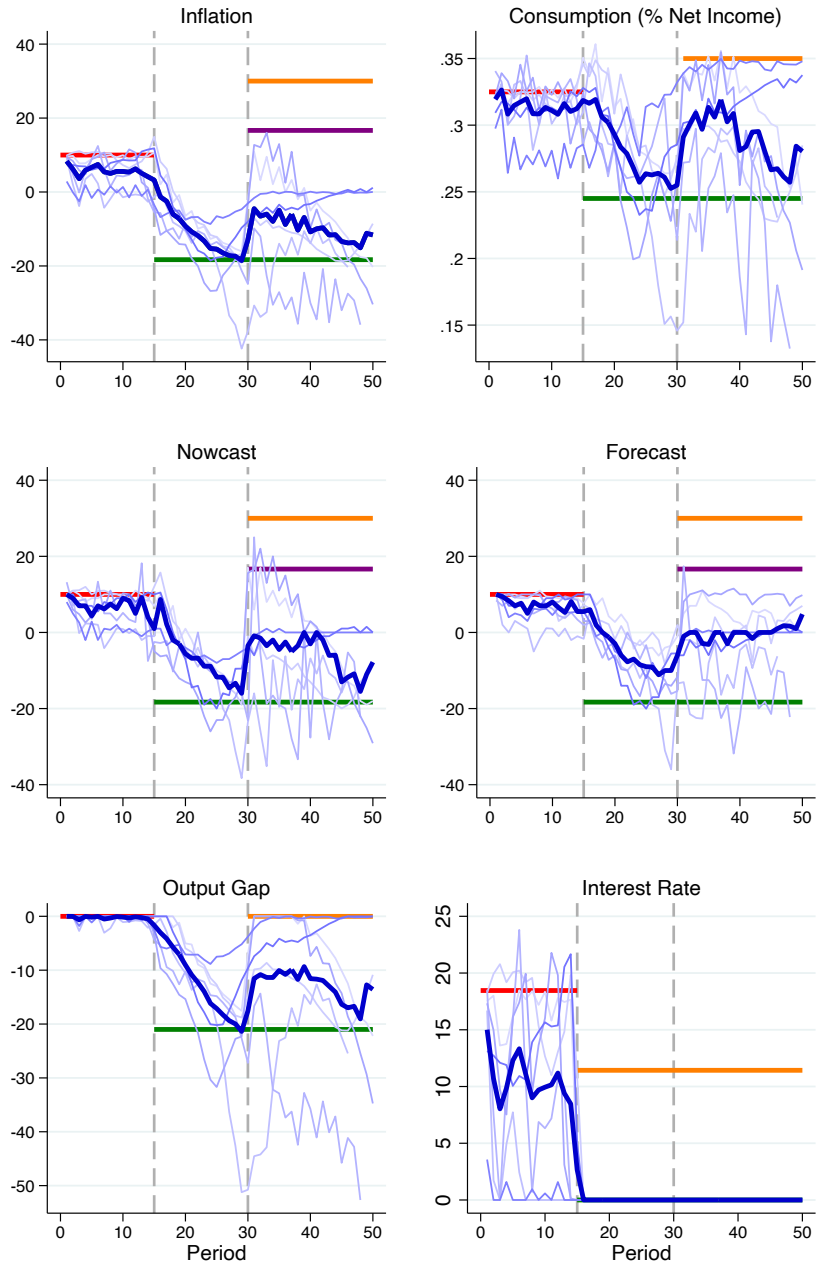 Inflation
40
20
0
-20
-40
0 10 20 30 40 50
Consumption (% Net Income)
.35
.3
.25
.2
.15
0 10 20 30 40 50
Nowcast
40
20
0
-20
-40
0 10 20 30 40 50
Forecast
40
20
0
-20
-40
0 10 20 30 40 50
Output Gap
0
-10
-20
-30
-40
-50
0 10 20 30 40 50
Period
Interest Rate
25
20
15
10
5
0
0 10 20 30 40 50
Period